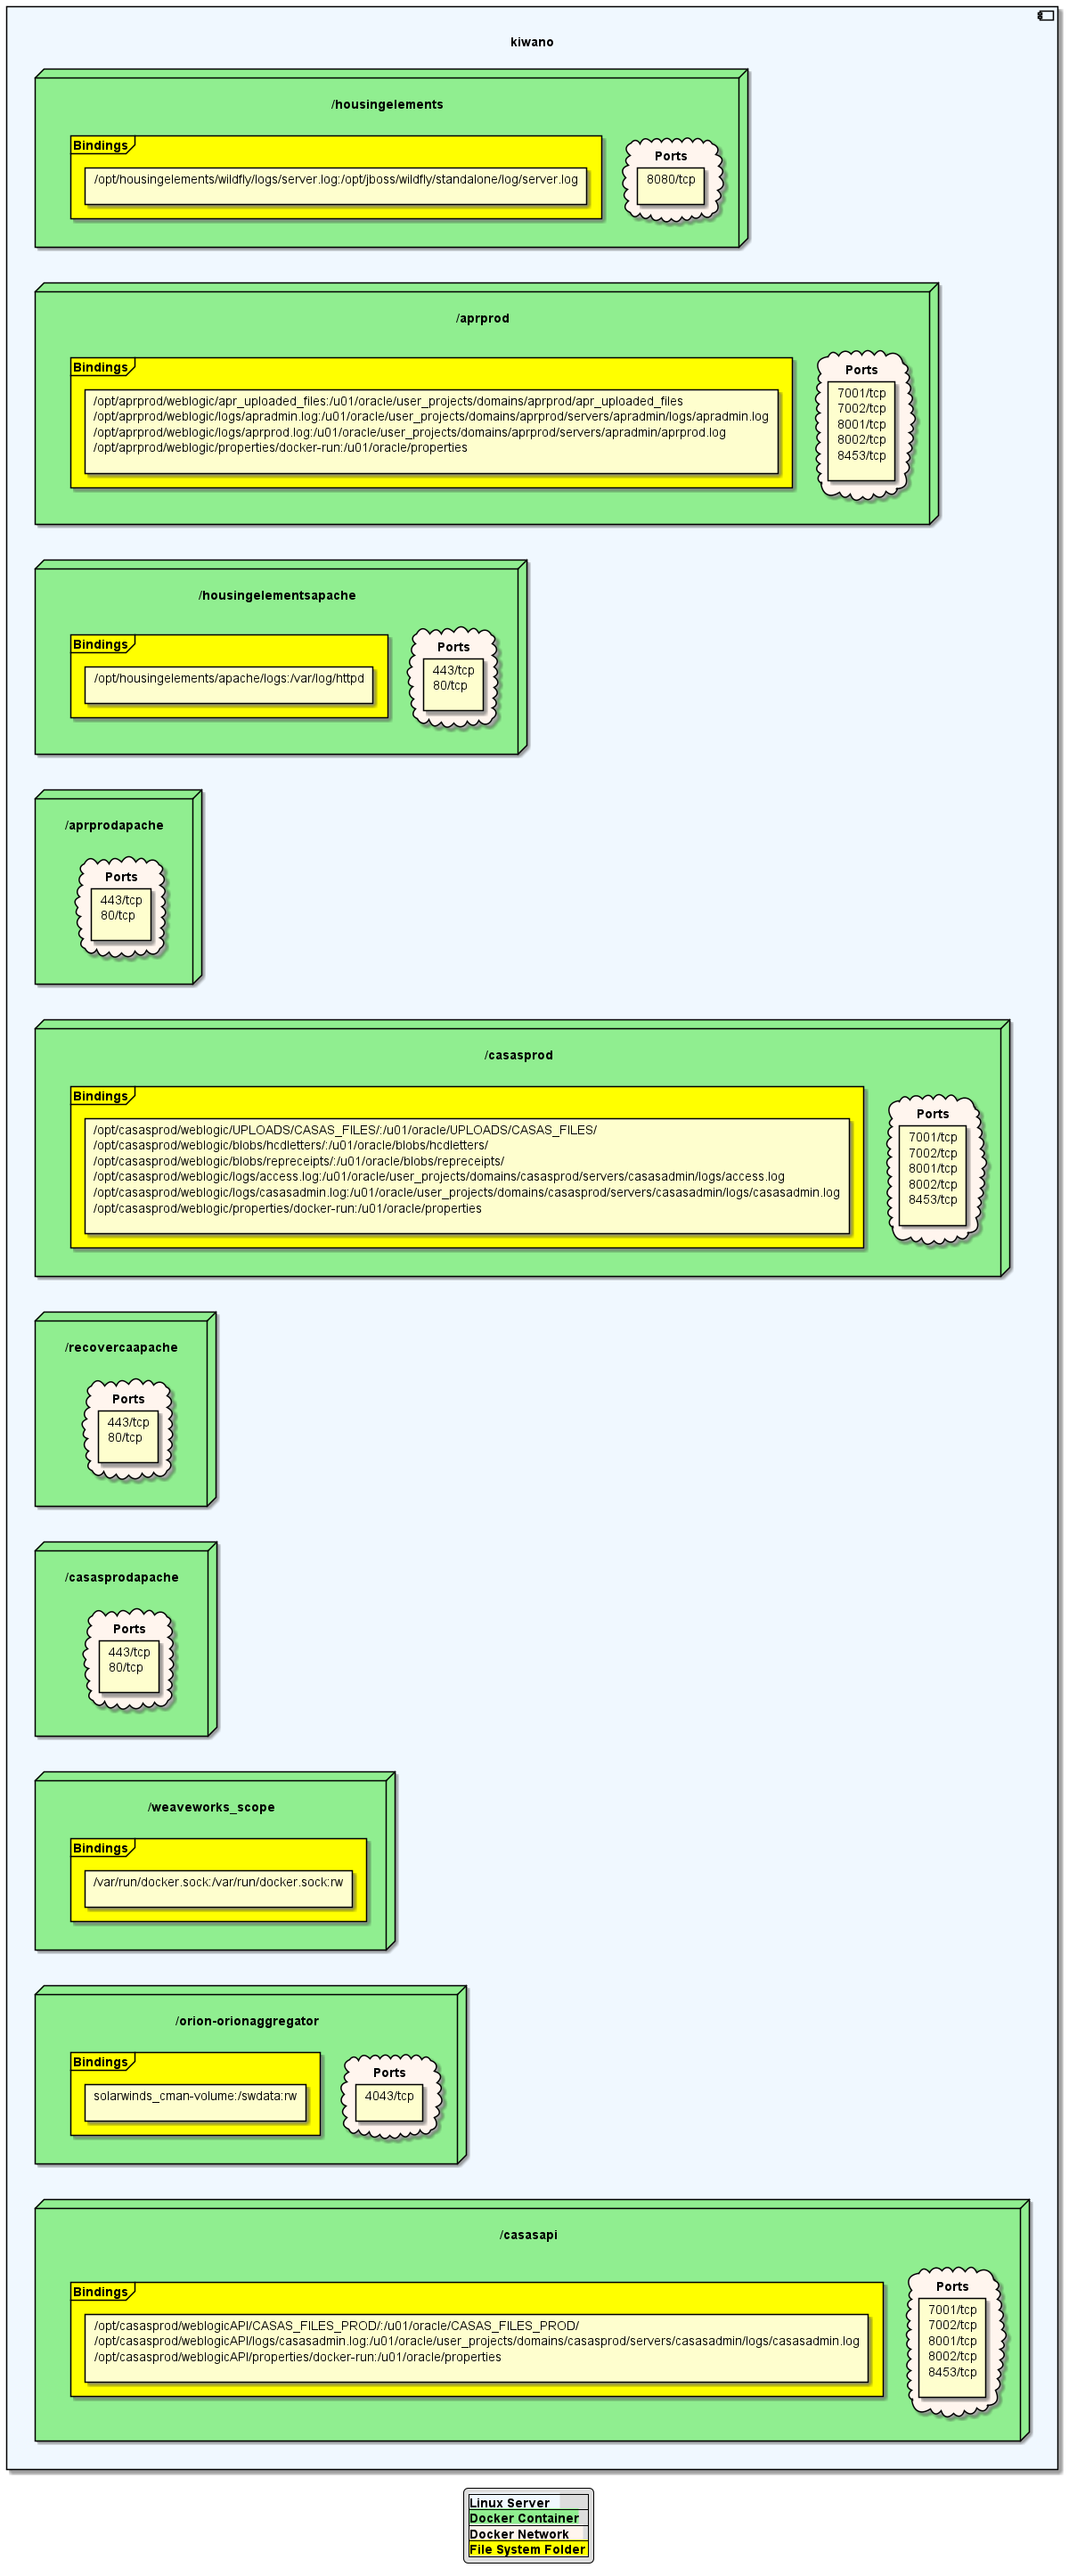 kiwano
/housingelements
Bindings
/opt/housingelements/wildfly/logs/server.log:/opt/jboss/wildfly/standalone/log/server.log
Ports
8080/tcp
/aprprod
Bindings
/opt/aprprod/weblogic/apr_uploaded_files:/u01/oracle/user_projects/domains/aprprod/apr_uploaded_files
/opt/aprprod/weblogic/logs/apradmin.log:/u01/oracle/user_projects/domains/aprprod/servers/apradmin/logs/apradmin.log
/opt/aprprod/weblogic/logs/aprprod.log:/u01/oracle/user_projects/domains/aprprod/servers/apradmin/aprprod.log
/opt/aprprod/weblogic/properties/docker-run:/u01/oracle/properties
Ports
7001/tcp
7002/tcp
8001/tcp
8002/tcp
8453/tcp
/housingelementsapache
Bindings
/opt/housingelements/apache/logs:/var/log/httpd
Ports
443/tcp
80/tcp
/aprprodapache
Ports
443/tcp
80/tcp
/casasprod
Bindings
/opt/casasprod/weblogic/UPLOADS/CASAS_FILES/:/u01/oracle/UPLOADS/CASAS_FILES/
/opt/casasprod/weblogic/blobs/hcdletters/:/u01/oracle/blobs/hcdletters/
/opt/casasprod/weblogic/blobs/repreceipts/:/u01/oracle/blobs/repreceipts/
/opt/casasprod/weblogic/logs/access.log:/u01/oracle/user_projects/domains/casasprod/servers/casasadmin/logs/access.log
/opt/casasprod/weblogic/logs/casasadmin.log:/u01/oracle/user_projects/domains/casasprod/servers/casasadmin/logs/casasadmin.log
/opt/casasprod/weblogic/properties/docker-run:/u01/oracle/properties
Ports
7001/tcp
7002/tcp
8001/tcp
8002/tcp
8453/tcp
/recovercaapache
Ports
443/tcp
80/tcp
/casasprodapache
Ports
443/tcp
80/tcp
/weaveworks_scope
Bindings
/var/run/docker.sock:/var/run/docker.sock:rw
/orion-orionaggregator
Bindings
solarwinds_cman-volume:/swdata:rw
Ports
4043/tcp
/casasapi
Bindings
/opt/casasprod/weblogicAPI/CASAS_FILES_PROD/:/u01/oracle/CASAS_FILES_PROD/
/opt/casasprod/weblogicAPI/logs/casasadmin.log:/u01/oracle/user_projects/domains/casasprod/servers/casasadmin/logs/casasadmin.log
/opt/casasprod/weblogicAPI/properties/docker-run:/u01/oracle/properties
Ports
7001/tcp
7002/tcp
8001/tcp
8002/tcp
8453/tcp
Linux Server
Docker Container
Docker Network
File System Folder